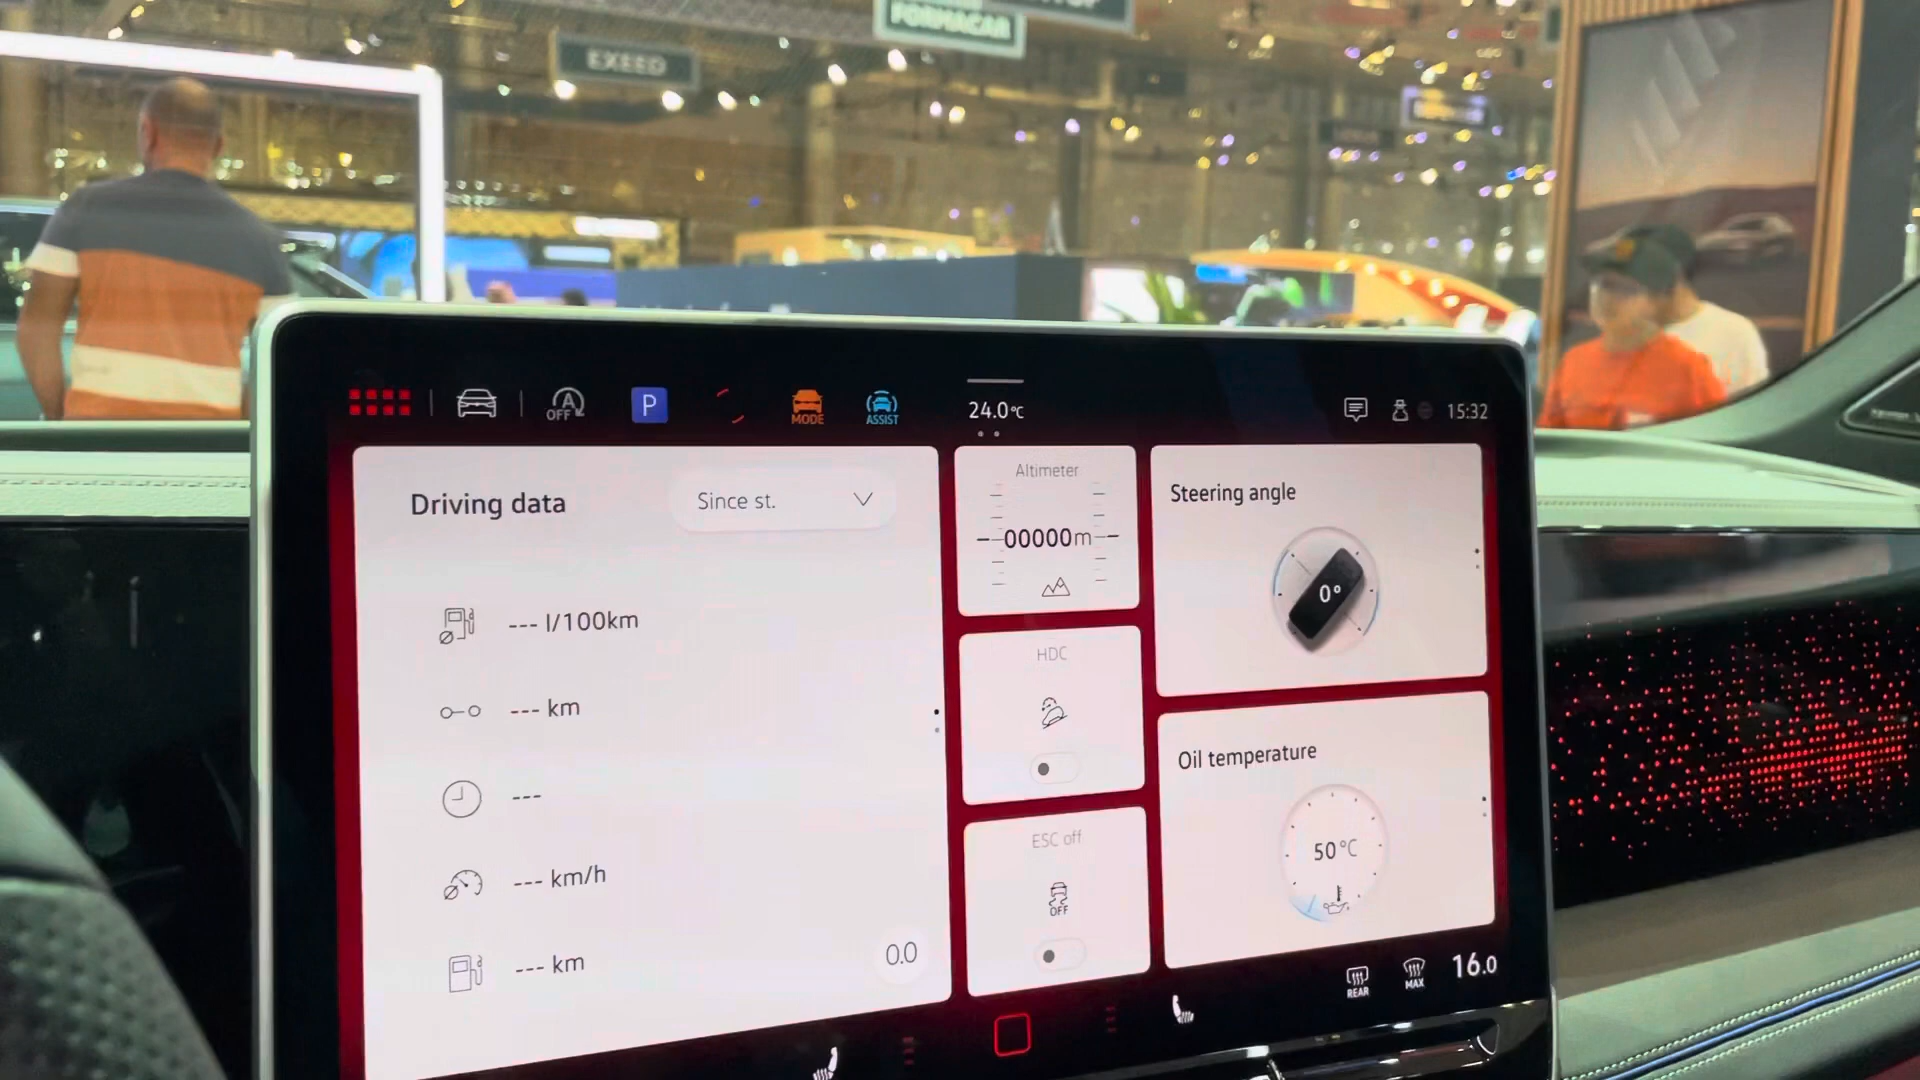 FORMACAR
EXEED
A
OFF
P
MODE
ASSIST
24.0°C
15:32
Driving data
Since st.
--- l/100km
--- km
---
--- km/h
--- km
0.0
Altimeter
00000m
HDC
ESC off
OFF
Steering angle
0°
Oil temperature
50°C
REAR
MAX
16.0